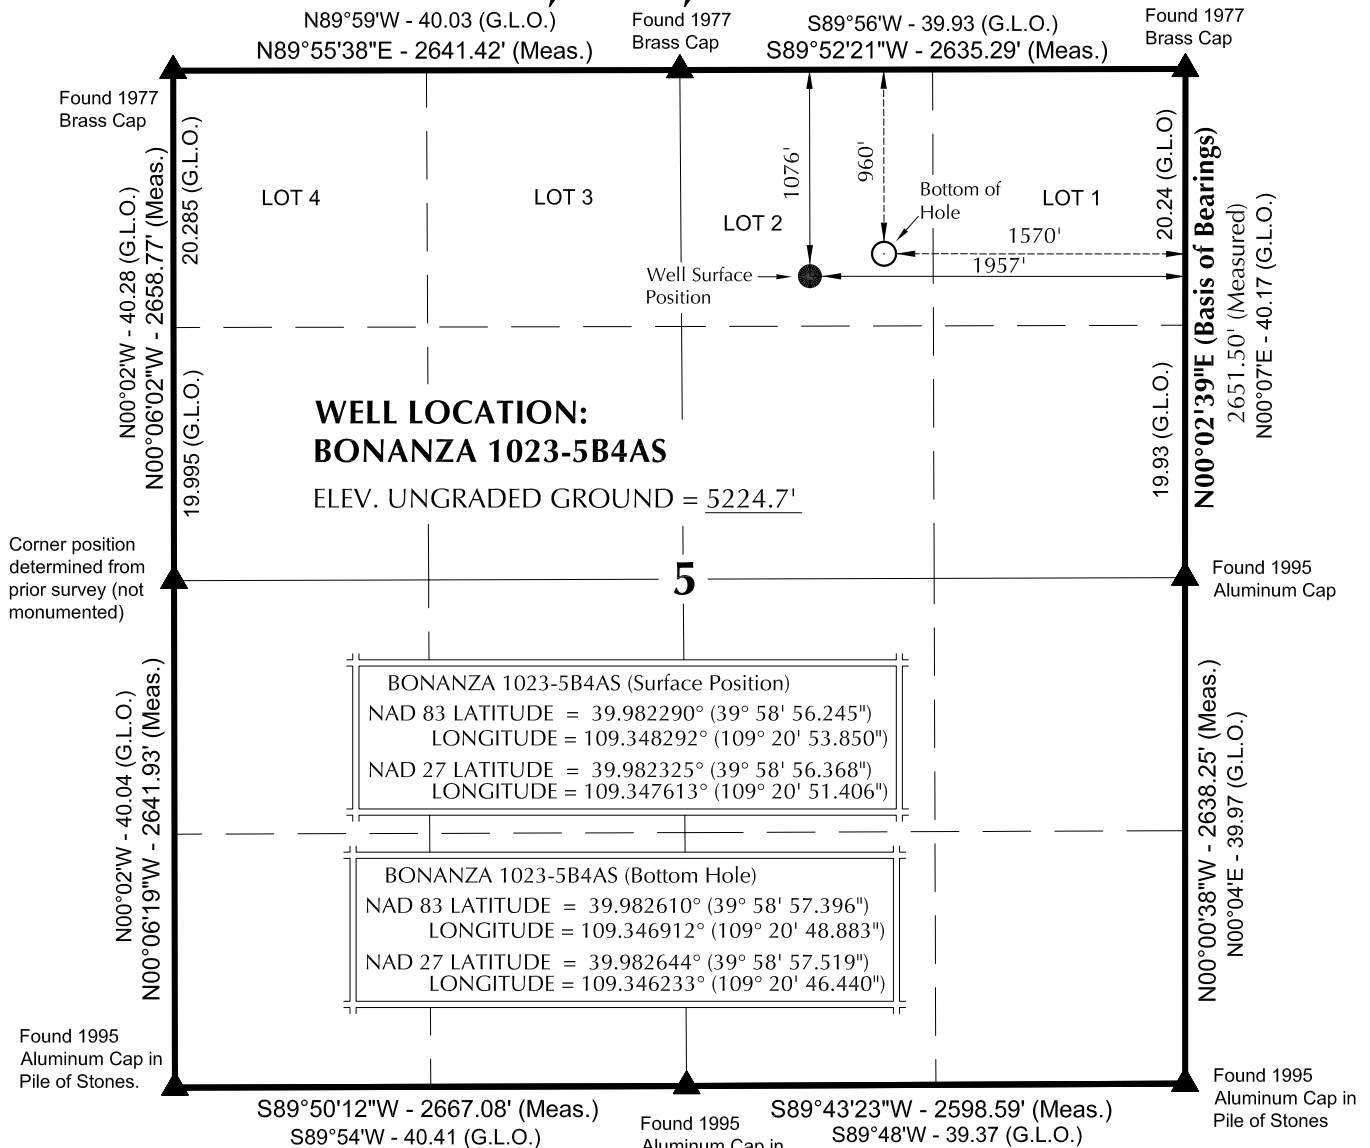 N89°59'W - 40.03 (G.L.O.)
N89°55'38"E - 2641.42' (Meas.)
Found 1977
Brass Cap
S89°56'W - 39.93 (G.L.O.)
S89°52'21"W - 2635.29' (Meas.)
Found 1977
Brass Cap
Found 1977
Brass Cap
20.285 (G.L.O.)
N00°02'W - 40.28 (G.L.O.)
N00°06'02"W - 2658.77' (Meas.)
19.995 (G.L.O.)
LOT 4
LOT 3
LOT 2
1076'
960'
Bottom of
Hole
LOT 1
1570'
1957'
Well Surface
Position
20.24 (G.L.O)
N00°02'39"E (Basis of Bearings)
2651.50' (Measured)
N00°07'E - 40.17 (G.L.O.)
19.93 (G.L.O.)
WELL LOCATION:
BONANZA 1023-5B4AS
ELEV. UNGRADED GROUND = 5224.7'
Corner position
determined from
prior survey (not
monumented)
5
Found 1995
Aluminum Cap
BONANZA 1023-5B4AS (Surface Position)
NAD 83 LATITUDE = 39.982290° (39° 58' 56.245")
LONGITUDE = 109.348292° (109° 20' 53.850")
NAD 27 LATITUDE = 39.982325° (39° 58' 56.368")
LONGITUDE = 109.347613° (109° 20' 51.406")
N00°02'W - 40.04 (G.L.O.)
N00°06'19"W - 2641.93' (Meas.)
N00°00'38"W - 2638.25' (Meas.)
N00°04'E - 39.97 (G.L.O.)
BONANZA 1023-5B4AS (Bottom Hole)
NAD 83 LATITUDE = 39.982610° (39° 58' 57.396")
LONGITUDE = 109.346912° (109° 20' 48.883")
NAD 27 LATITUDE = 39.982644° (39° 58' 57.519")
LONGITUDE = 109.346233° (109° 20' 46.440")
Found 1995
Aluminum Cap in
Pile of Stones.
S89°50'12"W - 2667.08' (Meas.)
S89°54'W - 40.41 (G.L.O.)
Found 1995
Aluminum Cap in
S89°43'23"W - 2598.59' (Meas.)
S89°48'W - 39.37 (G.L.O.)
Found 1995
Aluminum Cap in
Pile of Stones